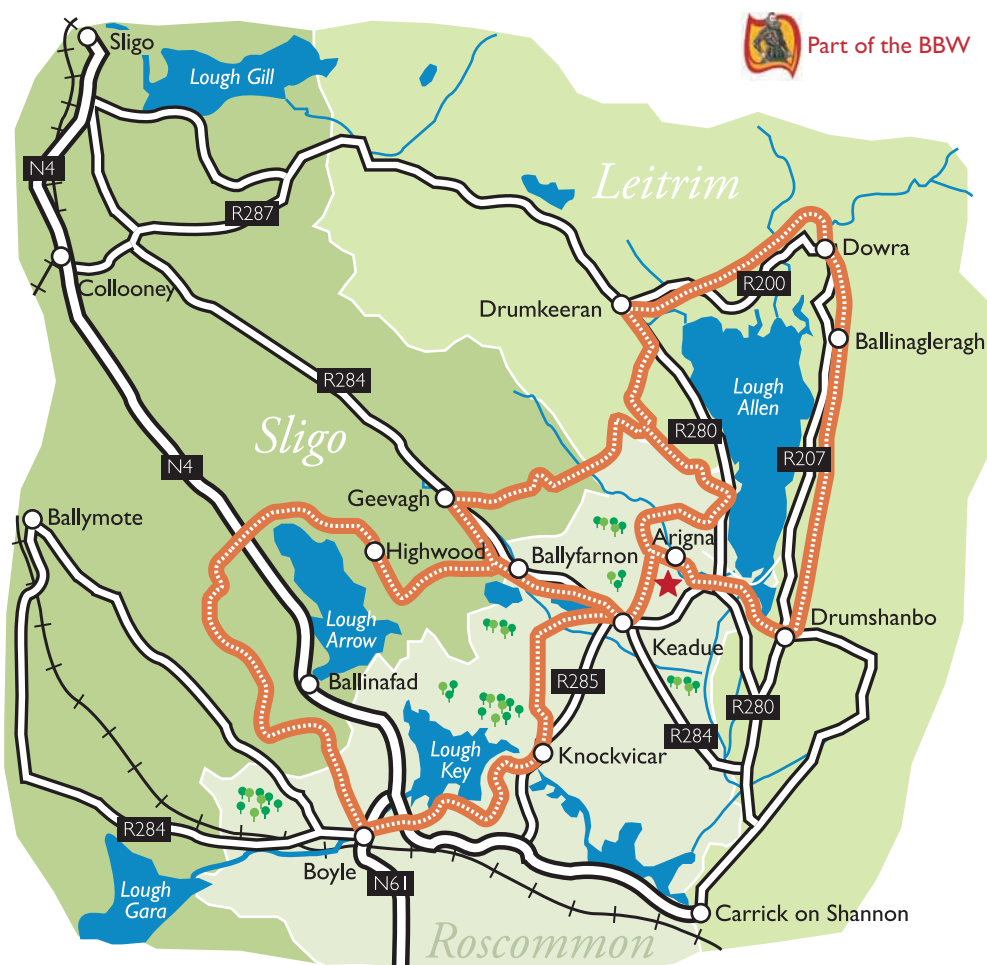 Part of the BBW
Sligo
Lough Gill
N4
Leitrim
R287
Dowra
Collooney
R200
Drumkeeran
Ballinagleragh
R284
Lough
Allen
Sligo
R280
N4
R207
Geevagh
Ballymote
Arigna
Highwood
Ballyfarnon
Lough
Arrow
Drumshanbo
Keadue
R285
Ballinafad
R280
R284
Lough
Key
Knockvicar
R284
Boyle
N61
Lough
Gara
Carrick on Shannon
Roscommon